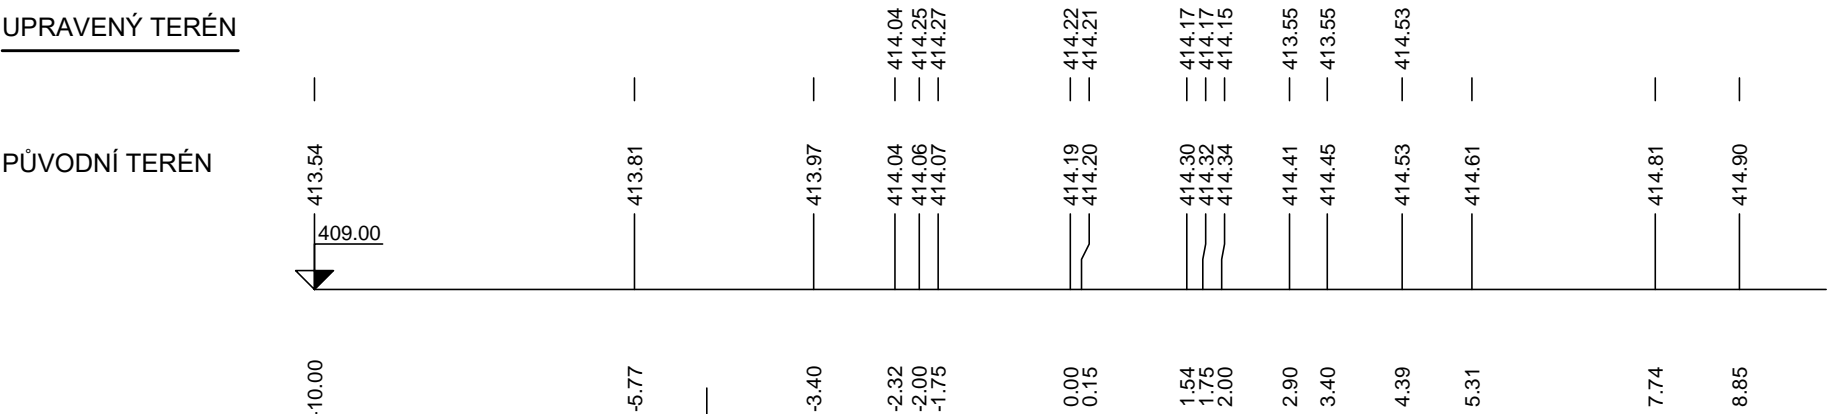 UPRAVENÝ TERÉN
414.04 414.25 414.27 414.22 414.21 414.17 414.17 414.15 413.55 413.55 414.53
PŮVODNÍ TERÉN
413.54 413.81 413.97 414.04 414.06 414.07 414.19 414.20 414.30 414.32 414.34 414.41 414.45 414.53 414.61 414.81 414.90
409.00
-10.00 -5.77 -3.40 -2.32 -2.00 -1.75 0.00 0.15 1.54 1.75 2.00 2.90 3.40 4.39 5.31 7.74 8.85